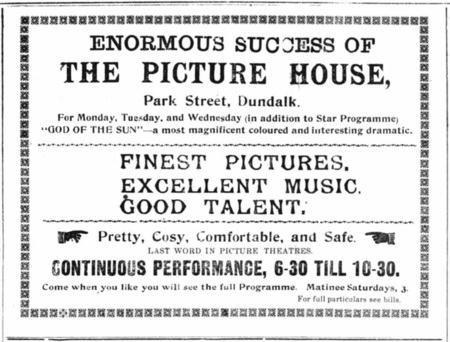 ENORMOUS SUCCESS OF
THE PICTURE HOUSE,
Park Street, Dundalk.
For Monday, Tuesday, and Wednesday (in addition to Star Programme)
"GOD OF THE SUN"—a most magnificent coloured and interesting dramatic.
FINEST PICTURES.
EXCELLENT MUSIC.
GOOD TALENT.
Pretty, Cosy, Comfortable, and Safe.
LAST WORD IN PICTURE THEATRES.
CONTINUOUS PERFORMANCE, 6-30 TILL 10-30.
Come when you like you will see the full Programme. Matinee Saturdays, 3.
For full particulars see bills.